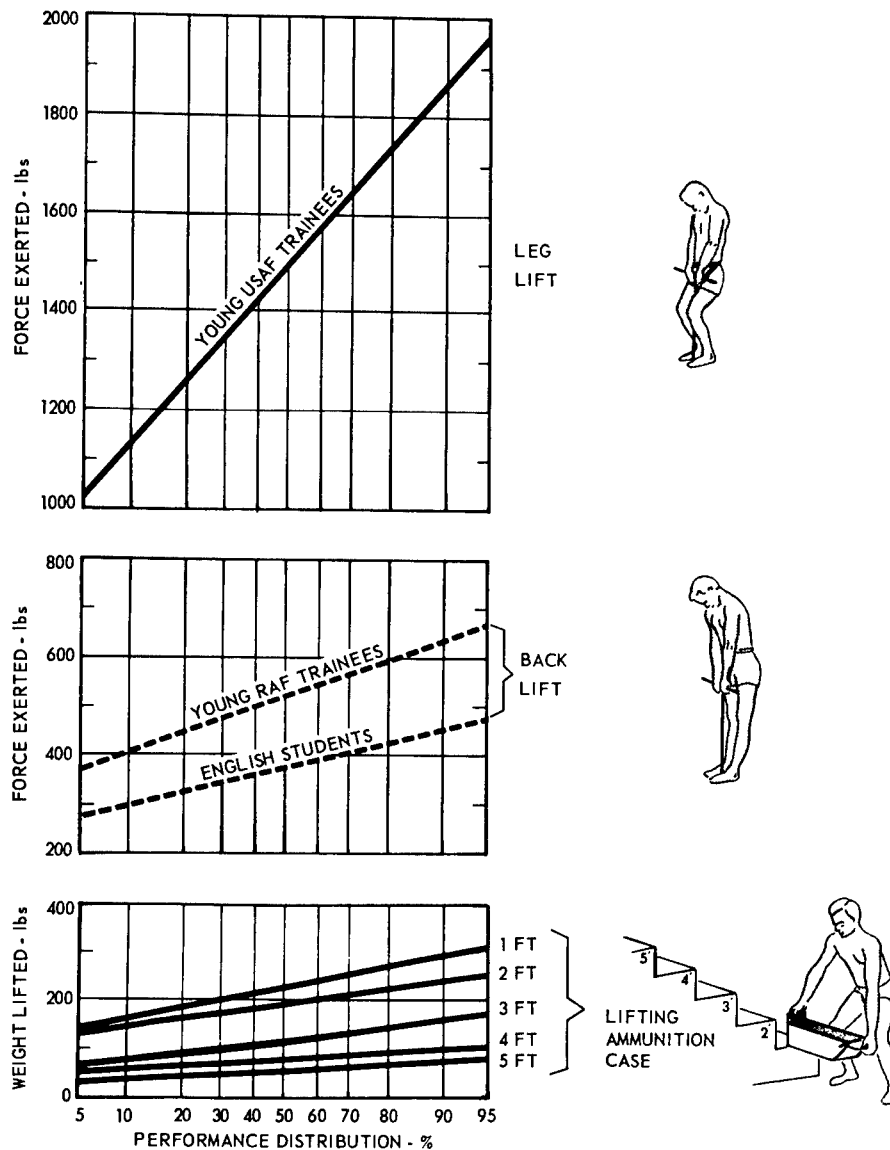 2000
1800
1600
1400
1200
1000
FORCE EXERTED - lbs
YOUNG USAF TRAINEES
LEG
LIFT
800
600
400
200
FORCE EXERTED - lbs
YOUNG RAF TRAINEES
ENGLISH STUDENTS
BACK
LIFT
400
200
0
WEIGHT LIFTED - lbs
1 FT
2 FT
3 FT
4 FT
5 FT
LIFTING
AMMUNITION
CASE
5'
4'
3'
2'
5 10 20 30 40 50 60 70 80 90 95
PERFORMANCE DISTRIBUTION - %